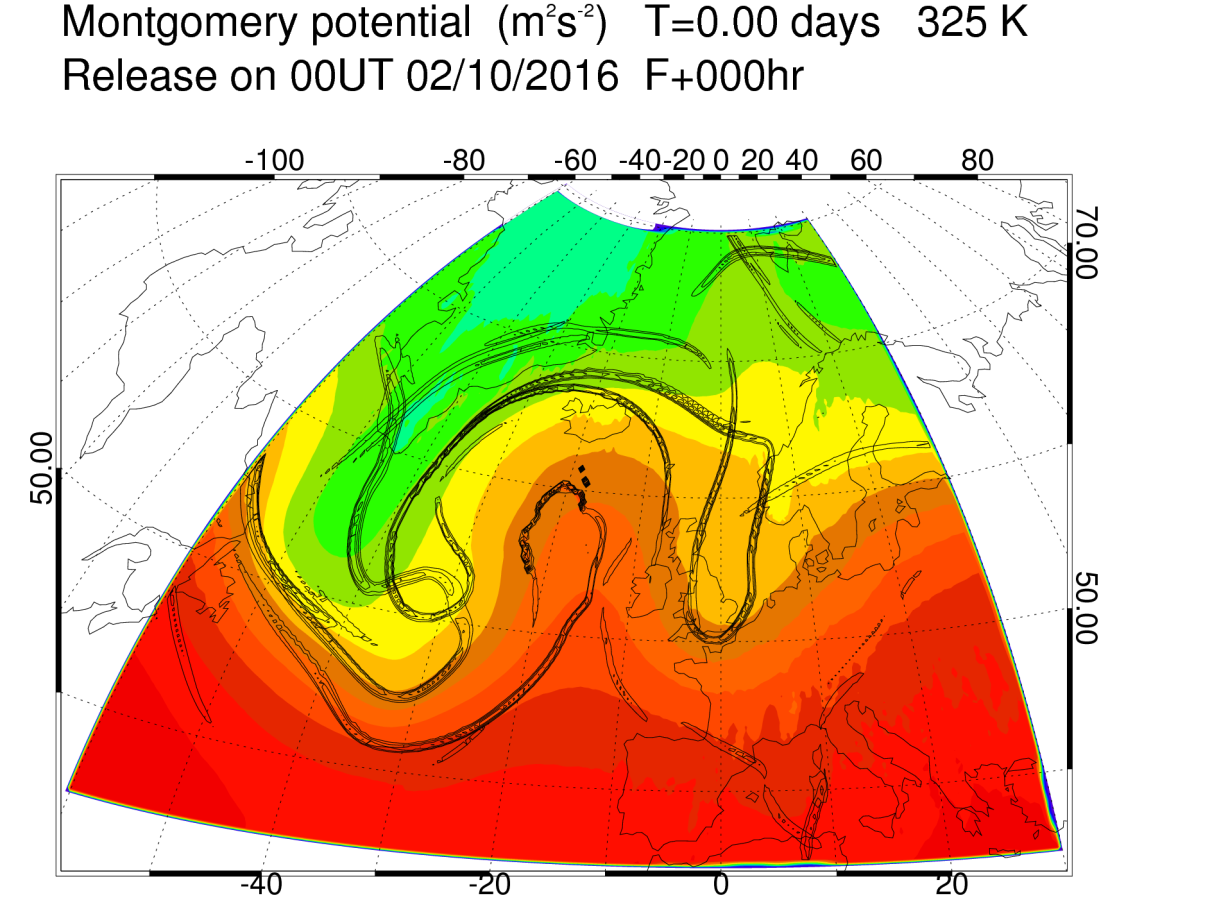 Montgomery potential (m²s⁻²) T=0.00 days 325 K
Release on 00UT 02/10/2016 F+000hr
-100 -80 -60 -40 -20 0 20 40 60 80
70.00
50.00
50.00
-40 -20 0 20